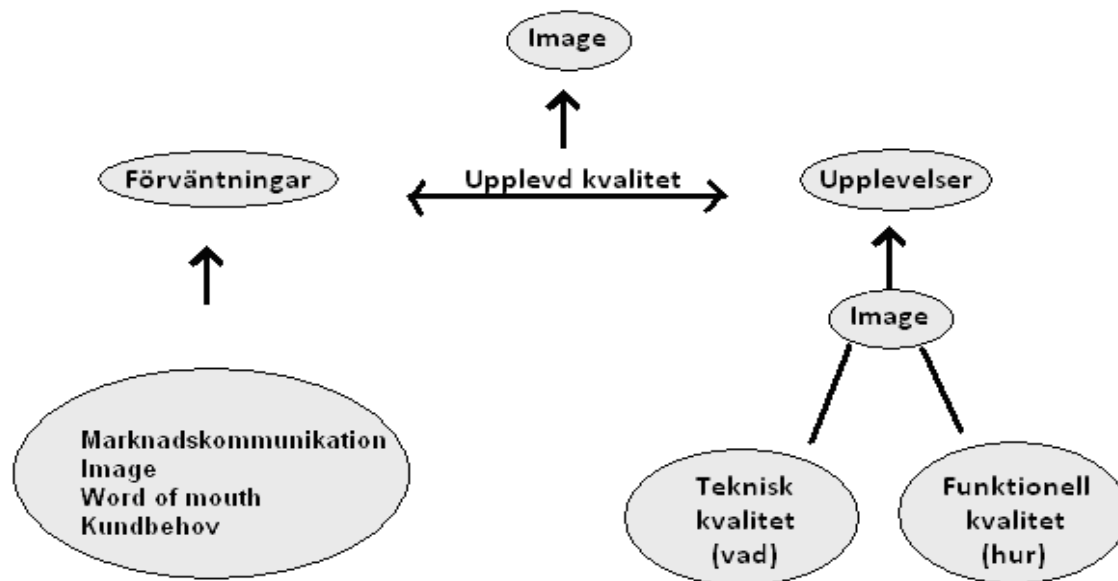 Image
Förväntningar
Upplevd kvalitet
Upplevelser
Image
Marknadskommunikation
Image
Word of mouth
Kundbehov
Teknisk
kvalitet
(vad)
Funktionell
kvalitet
(hur)